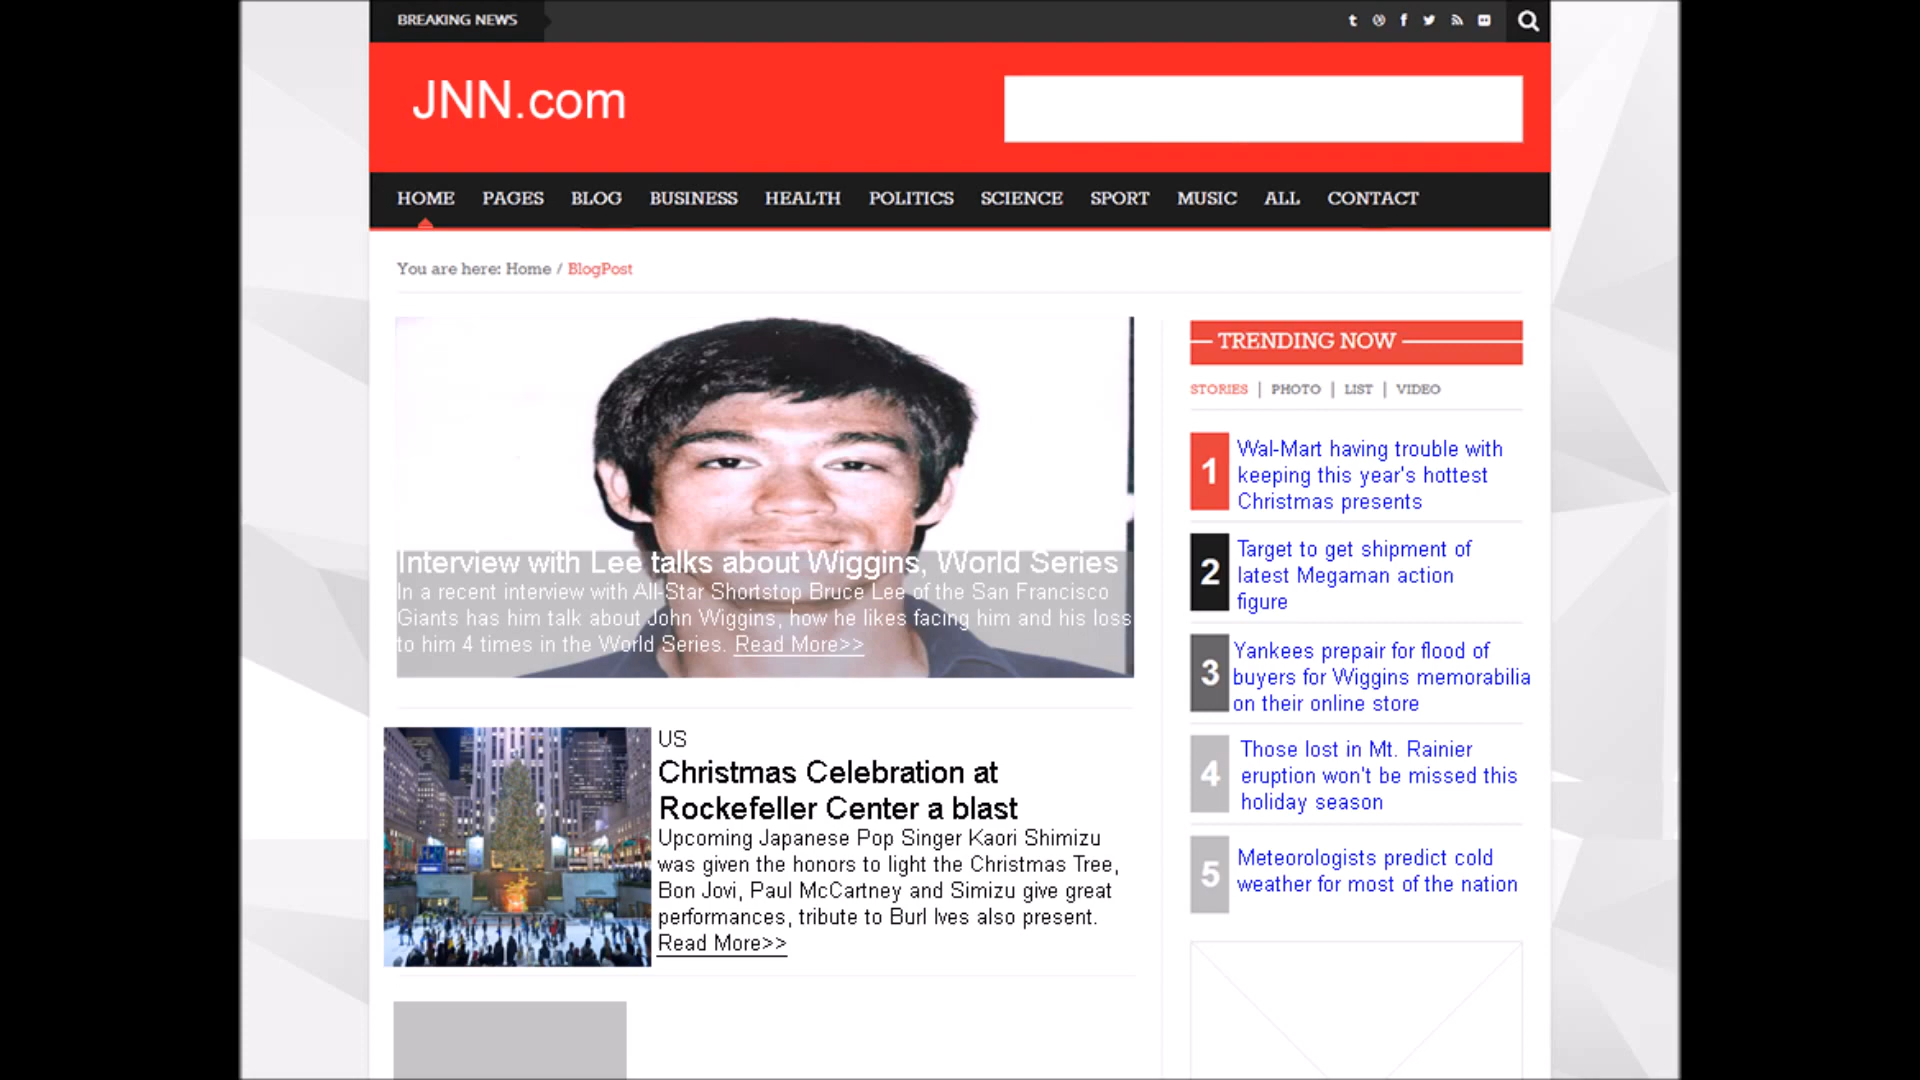 BREAKING NEWS
JNN.com
HOME PAGES BLOG BUSINESS HEALTH POLITICS SCIENCE SPORT MUSIC ALL CONTACT
You are here: Home / BlogPost
Interview with Lee talks about Wiggins, World Series
In a recent interview with All-Star Shortstop Bruce Lee of the San Francisco
Giants has him talk about John Wiggins, how he likes facing him and his loss
to him 4 times in the World Series. Read More>>
US
Christmas Celebration at
Rockefeller Center a blast
Upcoming Japanese Pop Singer Kaori Shimizu
was given the honors to light the Christmas Tree,
Bon Jovi, Paul McCartney and Simizu give great
performances, tribute to Burl Ives also present.
Read More>>
TRENDING NOW
STORIES | PHOTO | LIST | VIDEO
1
Wal-Mart having trouble with
keeping this year's hottest
Christmas presents
2
Target to get shipment of
latest Megaman action
figure
3
Yankees prepair for flood of
buyers for Wiggins memorabilia
on their online store
4
Those lost in Mt. Rainier
eruption won't be missed this
holiday season
5
Meteorologists predict cold
weather for most of the nation